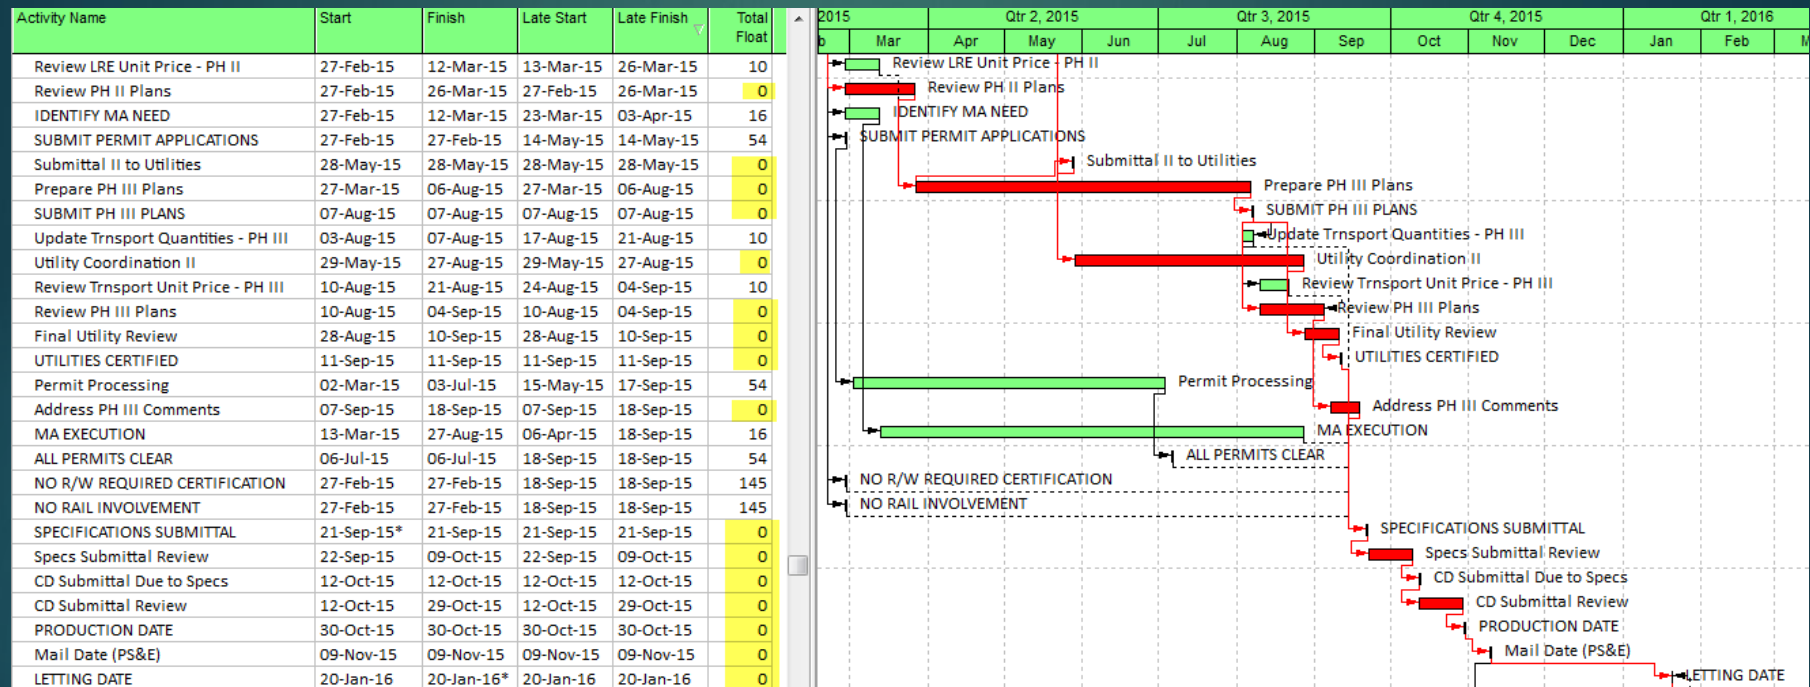 Activity Name Start Finish Late Start Late Finish Total Float
2015 Qtr 2, 2015 Qtr 3, 2015 Qtr 4, 2015 Qtr 1, 2016
b Mar Apr May Jun Jul Aug Sep Oct Nov Dec Jan Feb M
Review LRE Unit Price - PH II 27-Feb-15 12-Mar-15 13-Mar-15 26-Mar-15 10 Review LRE Unit Price - PH II
Review PH II Plans 27-Feb-15 26-Mar-15 27-Feb-15 26-Mar-15 0 Review PH II Plans
IDENTIFY MA NEED 27-Feb-15 12-Mar-15 23-Mar-15 03-Apr-15 16 IDENTIFY MA NEED
SUBMIT PERMIT APPLICATIONS 27-Feb-15 27-Feb-15 14-May-15 14-May-15 54 SUBMIT PERMIT APPLICATIONS
Submittal II to Utilities 28-May-15 28-May-15 28-May-15 28-May-15 0 Submittal II to Utilities
Prepare PH III Plans 27-Mar-15 06-Aug-15 27-Mar-15 06-Aug-15 0 Prepare PH III Plans
SUBMIT PH III PLANS 07-Aug-15 07-Aug-15 07-Aug-15 07-Aug-15 0 SUBMIT PH III PLANS
Update Trnsport Quantities - PH III 03-Aug-15 07-Aug-15 17-Aug-15 21-Aug-15 10 Update Trnsport Quantities - PH III
Utility Coordination II 29-May-15 27-Aug-15 29-May-15 27-Aug-15 0 Utility Coordination II
Review Trnsport Unit Price - PH III 10-Aug-15 21-Aug-15 24-Aug-15 04-Sep-15 10 Review Trnsport Unit Price - PH III
Review PH III Plans 10-Aug-15 04-Sep-15 10-Aug-15 04-Sep-15 0 Review PH III Plans
Final Utility Review 28-Aug-15 10-Sep-15 28-Aug-15 10-Sep-15 0 Final Utility Review
UTILITIES CERTIFIED 11-Sep-15 11-Sep-15 11-Sep-15 11-Sep-15 0 UTILITIES CERTIFIED
Permit Processing 02-Mar-15 03-Jul-15 15-May-15 17-Sep-15 54 Permit Processing
Address PH III Comments 07-Sep-15 18-Sep-15 07-Sep-15 18-Sep-15 0 Address PH III Comments
MA EXECUTION 13-Mar-15 27-Aug-15 06-Apr-15 18-Sep-15 16 MA EXECUTION
ALL PERMITS CLEAR 06-Jul-15 06-Jul-15 18-Sep-15 18-Sep-15 54 ALL PERMITS CLEAR
NO R/W REQUIRED CERTIFICATION 27-Feb-15 27-Feb-15 18-Sep-15 18-Sep-15 145 NO R/W REQUIRED CERTIFICATION
NO RAIL INVOLVEMENT 27-Feb-15 27-Feb-15 18-Sep-15 18-Sep-15 145 NO RAIL INVOLVEMENT
SPECIFICATIONS SUBMITTAL 21-Sep-15* 21-Sep-15 21-Sep-15 21-Sep-15 0 SPECIFICATIONS SUBMITTAL
Specs Submittal Review 22-Sep-15 09-Oct-15 22-Sep-15 09-Oct-15 0 Specs Submittal Review
CD Submittal Due to Specs 12-Oct-15 12-Oct-15 12-Oct-15 12-Oct-15 0 CD Submittal Due to Specs
CD Submittal Review 12-Oct-15 29-Oct-15 12-Oct-15 29-Oct-15 0 CD Submittal Review
PRODUCTION DATE 30-Oct-15 30-Oct-15 30-Oct-15 30-Oct-15 0 PRODUCTION DATE
Mail Date (PS&E) 09-Nov-15 09-Nov-15 09-Nov-15 09-Nov-15 0 Mail Date (PS&E)
LETTING DATE 20-Jan-16 20-Jan-16* 20-Jan-16 20-Jan-16 0 LETTING DATE